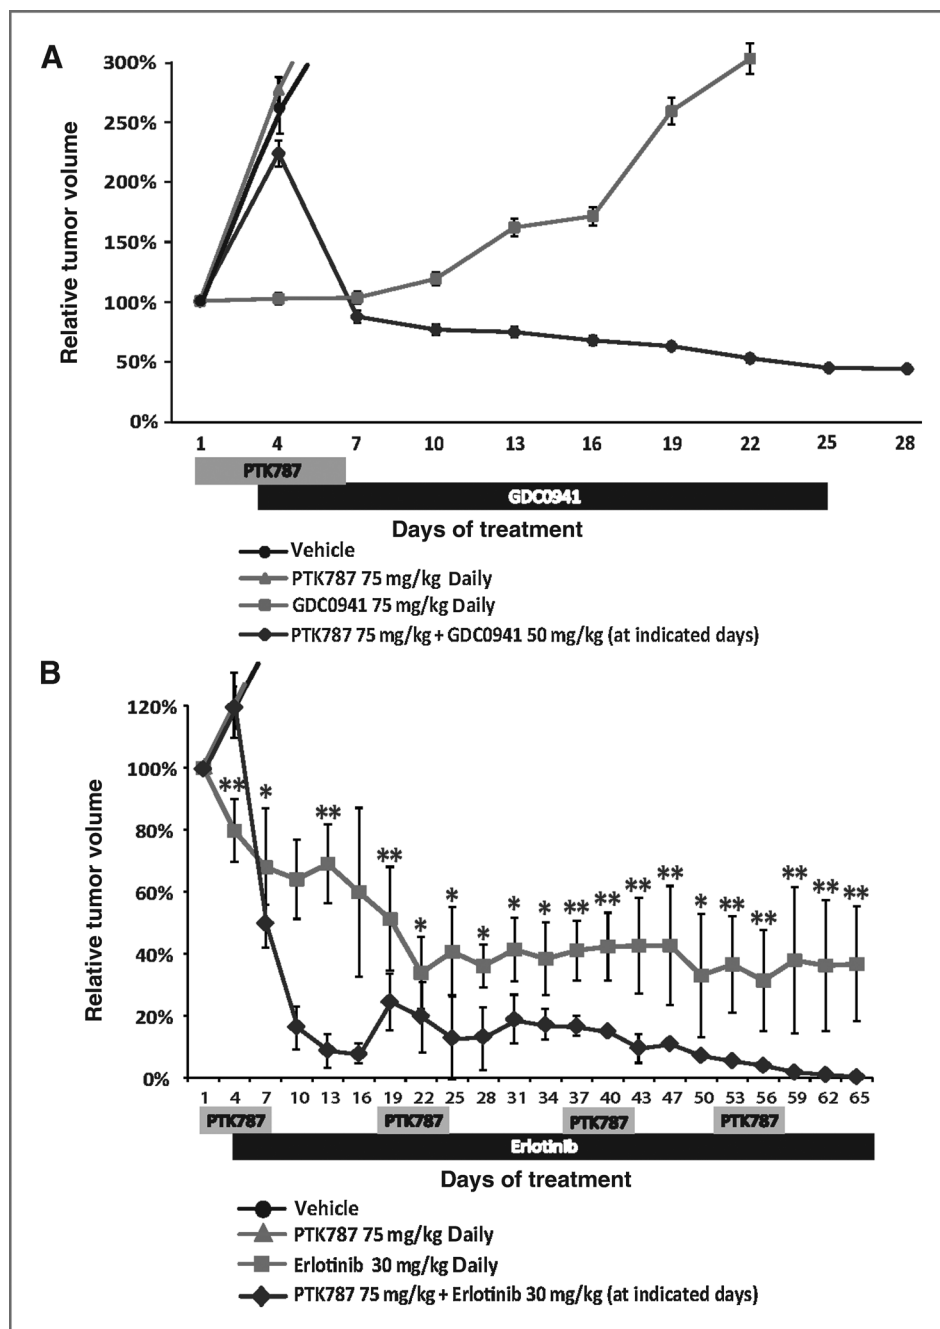 A
300%
250%
200%
150%
100%
50%
0%
Relative tumor volume
1 4 7 10 13 16 19 22 25 28
PTK787
GDC0941
Days of treatment
Vehicle
PTK787 75 mg/kg Daily
GDC0941 75 mg/kg Daily
PTK787 75 mg/kg + GDC0941 50 mg/kg (at indicated days)
B
120%
100%
80%
60%
40%
20%
0%
Relative tumor volume
** * ** ** * * * * * ** ** ** ** * ** ** ** ** **
1 4 7 10 13 16 19 22 25 28 31 34 37 40 43 47 50 53 56 59 62 65
PTK787 PTK787 PTK787 PTK787
Erlotinib
Days of treatment
Vehicle
PTK787 75 mg/kg Daily
Erlotinib 30 mg/kg Daily
PTK787 75 mg/kg + Erlotinib 30 mg/kg (at indicated days)